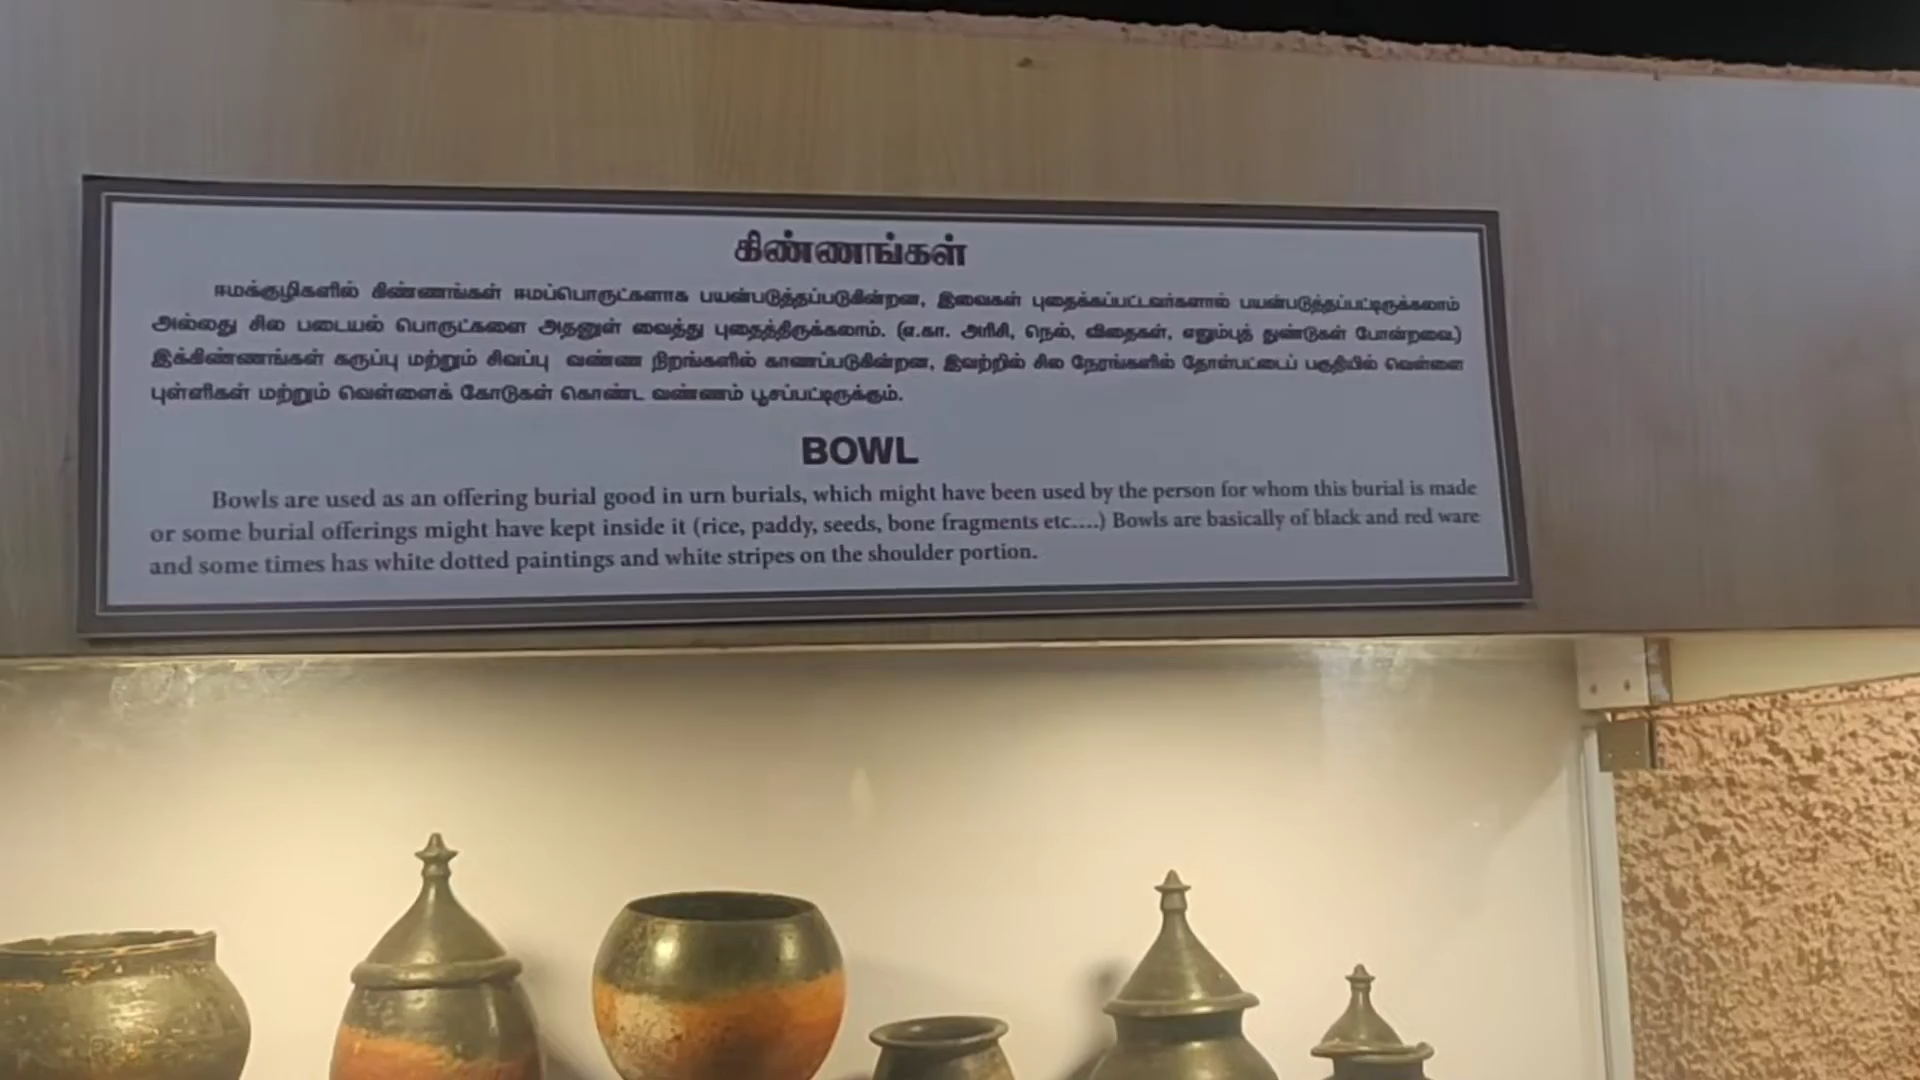 கிண்ணங்கள்
ஈமக்குழிகளில் கிண்ணங்கள் ஈமப்பொருட்களாக பயன்படுத்தப்படுகின்றன, இவைகள் புதைக்கப்பட்டவர்களால் பயன்படுத்தப்பட்டிருக்கலாம்
அல்லது சில படையல் பொருட்களை அதனுள் வைத்து புதைத்திருக்கலாம். (எ.கா. அரிசி, நெல், விதைகள், எலும்புத் துண்டுகள் போன்றவை)
இக்கிண்ணங்கள் கருப்பு மற்றும் சிவப்பு வண்ண நிறங்களில் காணப்படுகின்றன, இவற்றில் சில நேரங்களில் தோள்பட்டைப் பகுதியில் வெள்ளை
புள்ளிகள் மற்றும் வெள்ளைக் கோடுகள் கொண்ட வண்ணம் பூசப்பட்டிருக்கும்.
BOWL
Bowls are used as an offering burial good in urn burials, which might have been used by the person for whom this burial is made
or some burial offerings might have kept inside it (rice, paddy, seeds, bone fragments etc....) Bowls are basically of black and red ware
and some times has white dotted paintings and white stripes on the shoulder portion.